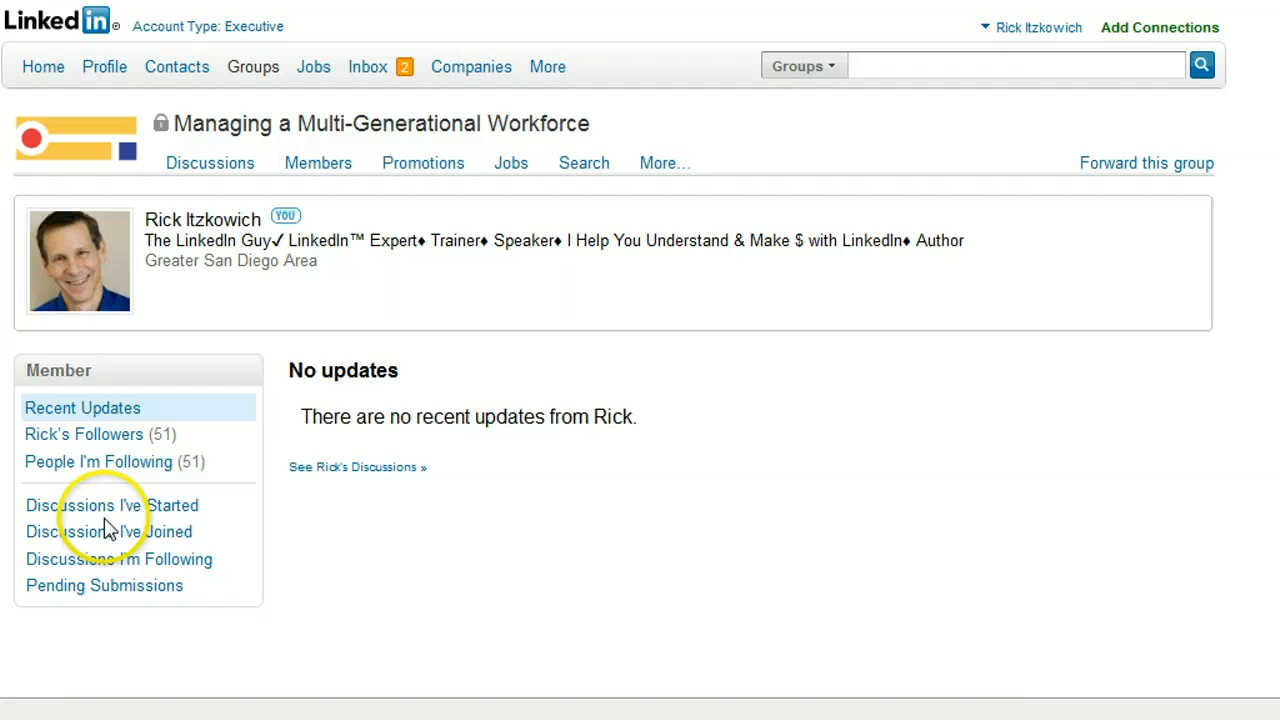 Linked in ® Account Type: Executive Rick Itzkowich Add Connections
Home Profile Contacts Groups Jobs Inbox 2 Companies More Groups
Managing a Multi-Generational Workforce
Discussions Members Promotions Jobs Search More... Forward this group
Rick Itzkowich YOU
The LinkedIn Guy✓ LinkedIn™ Expert♦ Trainer♦ Speaker♦ I Help You Understand & Make $ with LinkedIn♦ Author
Greater San Diego Area
Member
Recent Updates
Rick's Followers (51)
People I'm Following (51)
Discussions I've Started
Discussions I've Joined
Discussions I'm Following
Pending Submissions
No updates
There are no recent updates from Rick.
See Rick's Discussions »